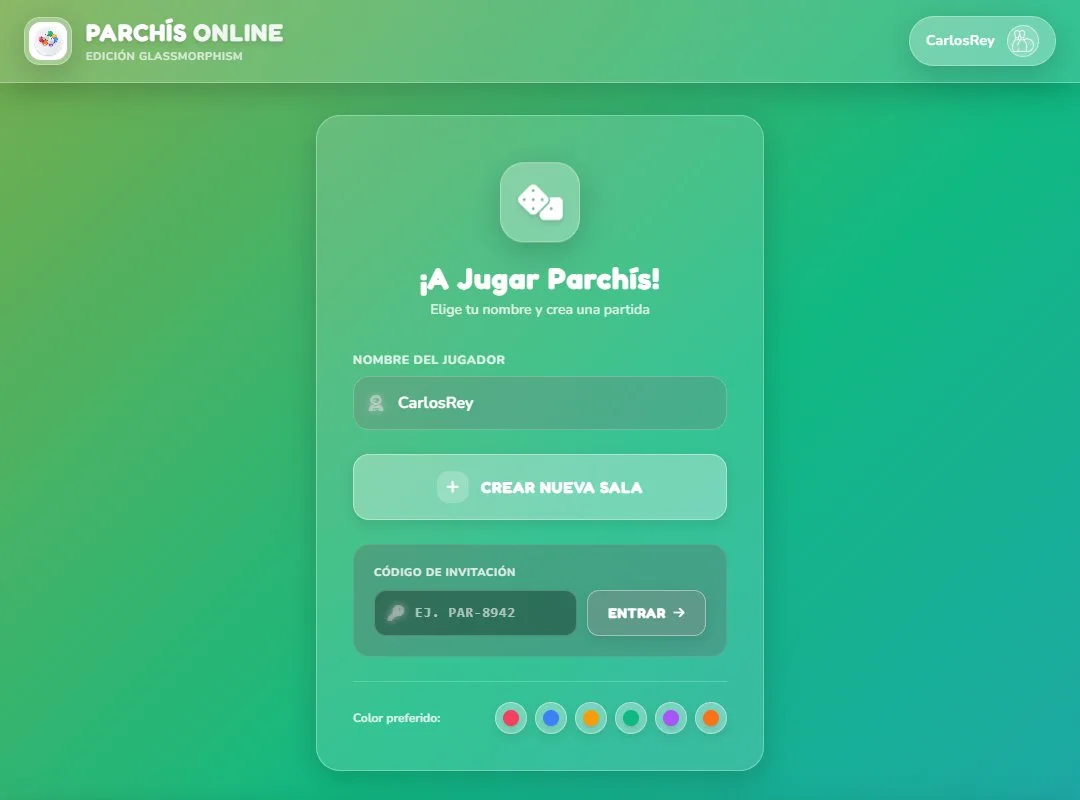 PARCHÍS ONLINE
EDICIÓN GLASSMORPHISM
CarlosRey
¡A Jugar Parchís!
Elige tu nombre y crea una partida
NOMBRE DEL JUGADOR
CarlosRey
+ CREAR NUEVA SALA
CÓDIGO DE INVITACIÓN
EJ. PAR-8942
ENTRAR →
Color preferido: